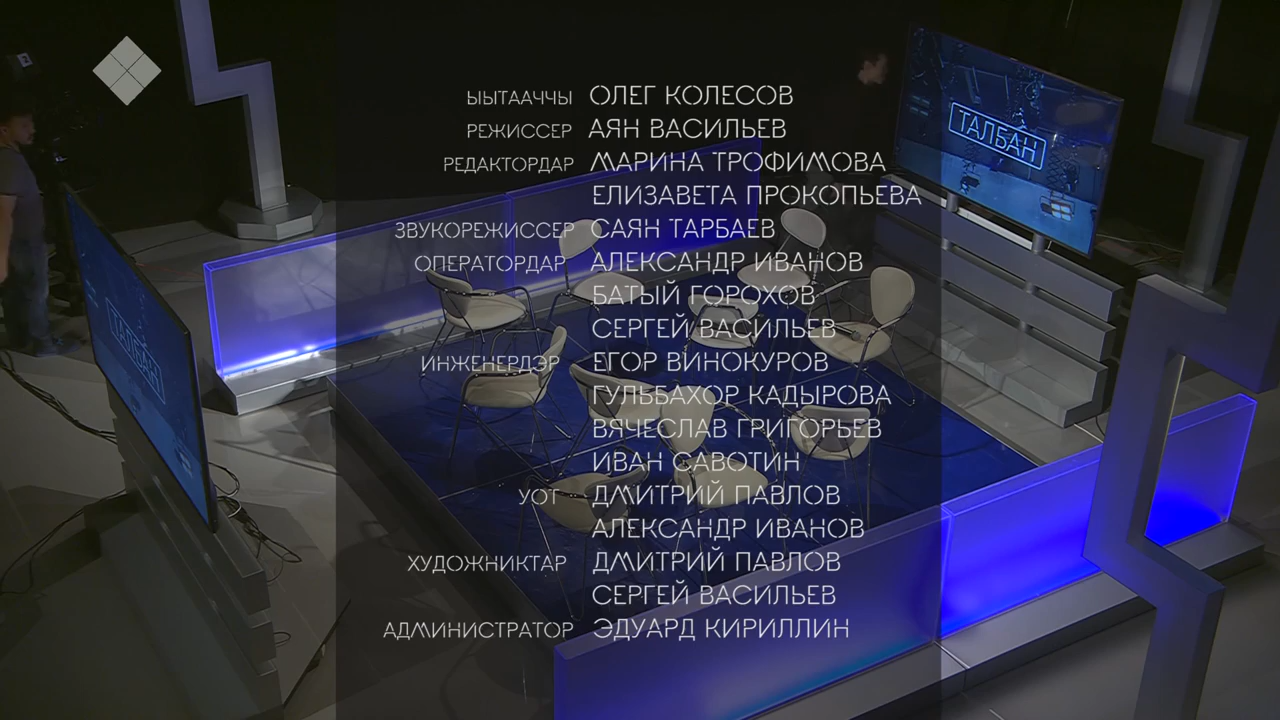 ЫЫТААЧЧЫ ОЛЕГ КОЛЕСОВ
РЕЖИССЕР АЯН ВАСИЛЬЕВ
РЕДАКТОРДАР МАРИНА ТРОФИМОВА
ЕЛИЗАВЕТА ПРОКОПЬЕВА
ЗВУКОРЕЖИССЕР САЯН ТАРБАЕВ
ОПЕРАТОРДАР АЛЕКСАНДР ИВАНОВ
БАТЫЙ ГОРОХОВ
СЕРГЕЙ ВАСИЛЬЕВ
ИНЖЕНЕРДЭР ЕГОР ВИНОКУРОВ
ГУЛЬБАХОР КАДЫРОВА
ВЯЧЕСЛАВ ГРИГОРЬЕВ
ИВАН САВОТИН
УОТ ДМИТРИЙ ПАВЛОВ
АЛЕКСАНДР ИВАНОВ
ХУДОЖНИКТАР ДМИТРИЙ ПАВЛОВ
СЕРГЕЙ ВАСИЛЬЕВ
АДМИНИСТРАТОР ЭДУАРД КИРИЛЛИН
ТАЛБАН
ТАЛБАН